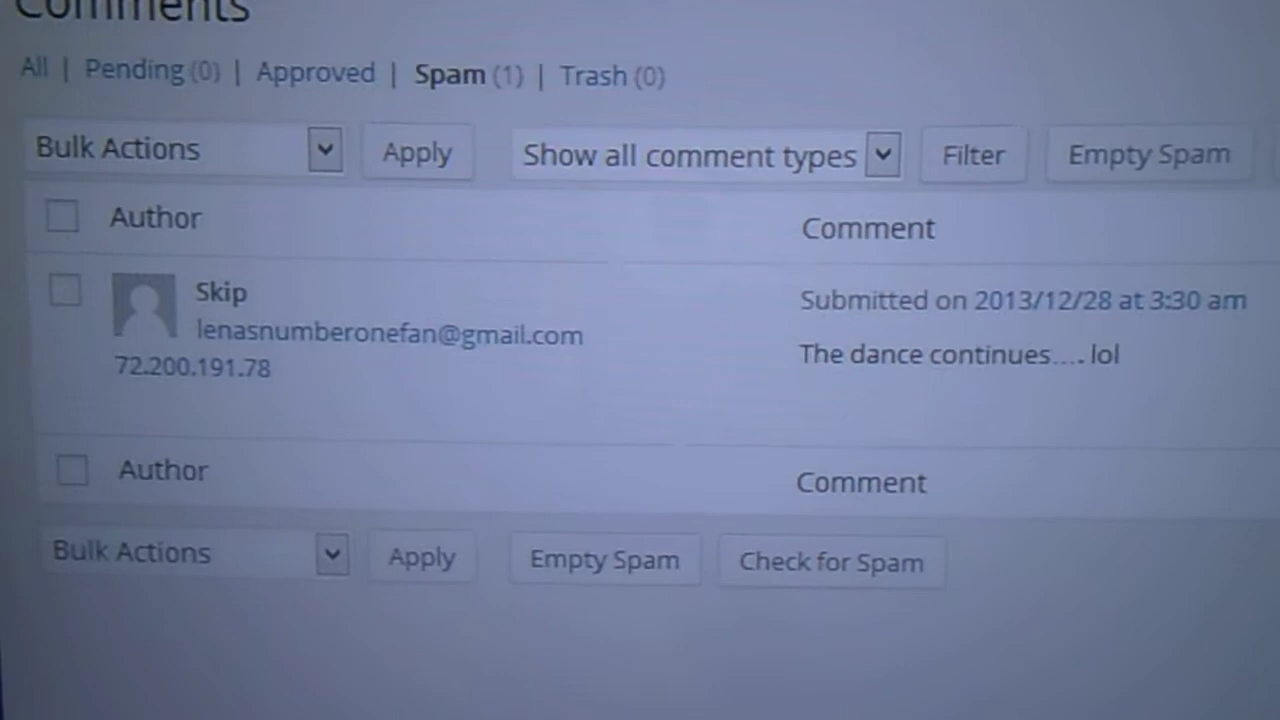 Comments
All | Pending (0) | Approved | Spam (1) | Trash (0)
Bulk Actions Apply Show all comment types Filter Empty Spam
Author Comment
Skip Submitted on 2013/12/28 at 3:30 am
lenasnumberonefan@gmail.com The dance continues.... lol
72.200.191.78
Author Comment
Bulk Actions Apply Empty Spam Check for Spam